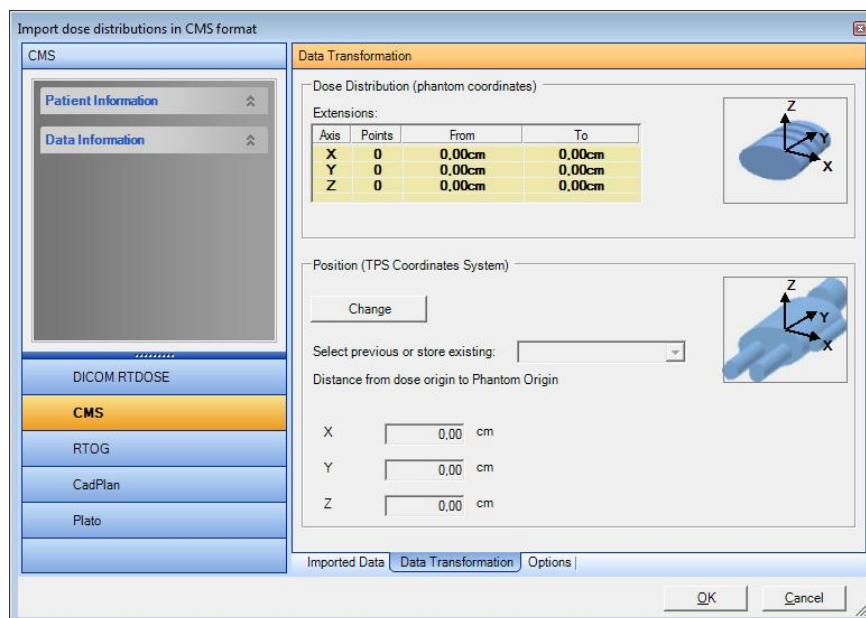 Import dose distributions in CMS format
CMS
Patient Information
Data Information
DICOM RTDOSE
CMS
RTOG
CadPlan
Plato
Data Transformation
Dose Distribution (phantom coordinates)
Extensions:
Axis Points From To
X 0 0,00cm 0,00cm
Y 0 0,00cm 0,00cm
Z 0 0,00cm 0,00cm
Z
Y
X
Position (TPS Coordinates System)
Change
Select previous or store existing:
Distance from dose origin to Phantom Origin
X 0,00 cm
Y 0,00 cm
Z 0,00 cm
Z
Y
X
Imported Data Data Transformation Options
OK Cancel